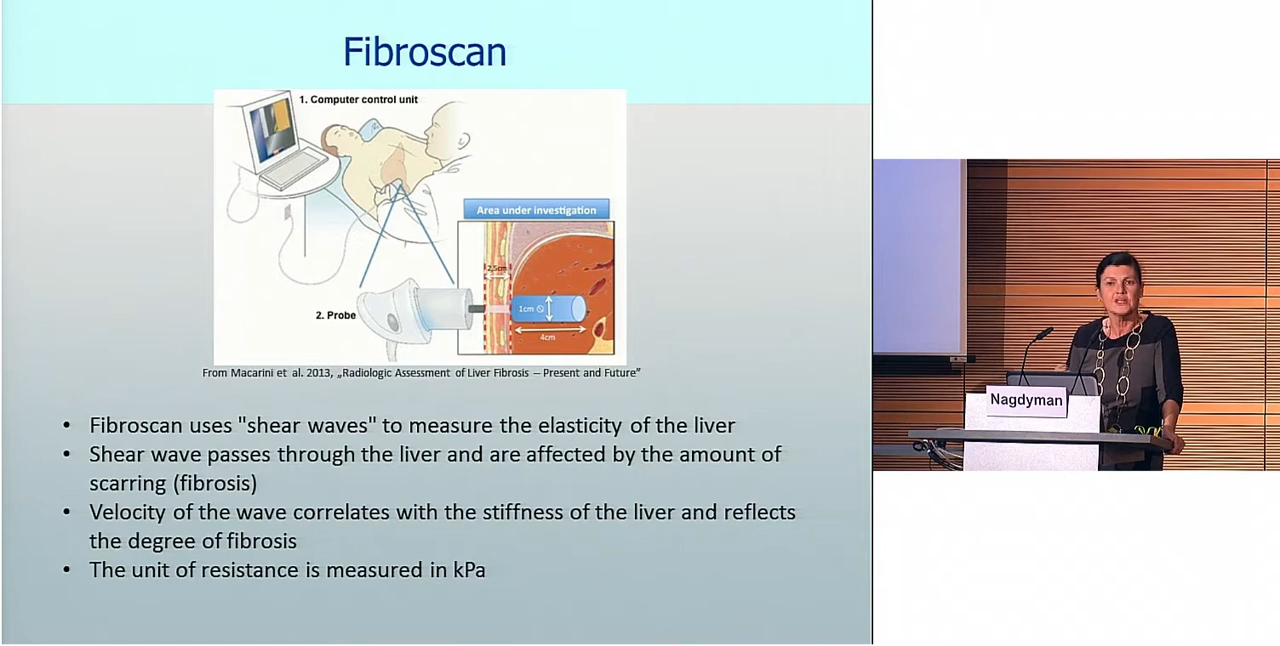 Fibroscan
1. Computer control unit
Area under investigation
2,5cm
2. Probe
1cm
4cm
From Macarini et al. 2013, „Radiologic Assessment of Liver Fibrosis – Present and Future”
• Fibroscan uses "shear waves" to measure the elasticity of the liver
• Shear wave passes through the liver and are affected by the amount of
scarring (fibrosis)
• Velocity of the wave correlates with the stiffness of the liver and reflects
the degree of fibrosis
• The unit of resistance is measured in kPa
Nagdyman